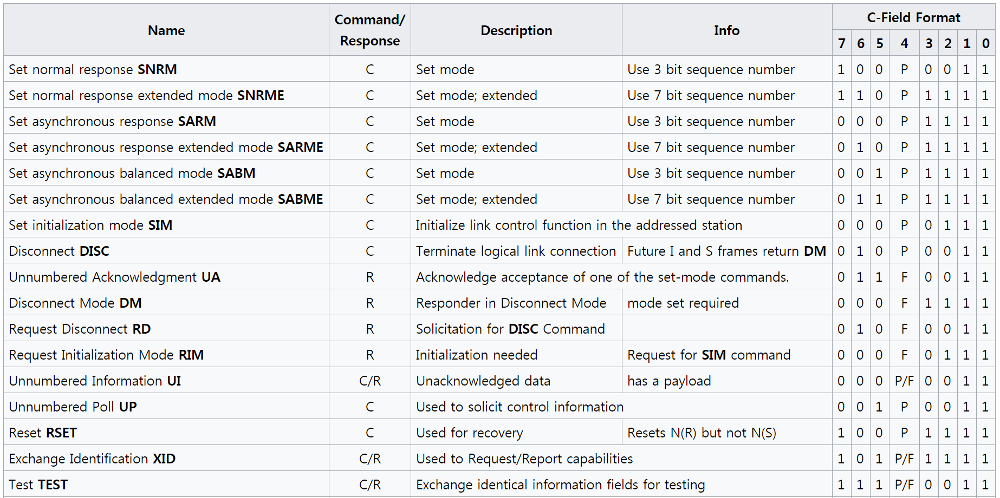 Name Command/ Response Description Info C-Field Format
7 6 5 4 3 2 1 0
Set normal response SNRM C Set mode Use 3 bit sequence number 1 0 0 P 0 0 1 1
Set normal response extended mode SNRME C Set mode; extended Use 7 bit sequence number 1 1 0 P 1 1 1 1
Set asynchronous response SARM C Set mode Use 3 bit sequence number 0 0 0 P 1 1 1 1
Set asynchronous response extended mode SARME C Set mode; extended Use 7 bit sequence number 0 1 0 P 1 1 1 1
Set asynchronous balanced mode SABM C Set mode Use 3 bit sequence number 0 0 1 P 1 1 1 1
Set asynchronous balanced extended mode SABME C Set mode; extended Use 7 bit sequence number 0 1 1 P 1 1 1 1
Set initialization mode SIM C Initialize link control function in the addressed station 0 0 0 P 0 1 1 1
Disconnect DISC C Terminate logical link connection Future I and S frames return DM 0 1 0 P 0 0 1 1
Unnumbered Acknowledgment UA R Acknowledge acceptance of one of the set-mode commands. 0 1 1 F 0 0 1 1
Disconnect Mode DM R Responder in Disconnect Mode mode set required 0 0 0 F 1 1 1 1
Request Disconnect RD R Solicitation for DISC Command 0 1 0 F 0 0 1 1
Request Initialization Mode RIM R Initialization needed Request for SIM command 0 0 0 F 0 1 1 1
Unnumbered Information UI C/R Unacknowledged data has a payload 0 0 0 P/F 0 0 1 1
Unnumbered Poll UP C Used to solicit control information 0 0 1 P 0 0 1 1
Reset RSET C Used for recovery Resets N(R) but not N(S) 1 0 0 P 1 1 1 1
Exchange Identification XID C/R Used to Request/Report capabilities 1 0 1 P/F 1 1 1 1
Test TEST C/R Exchange identical information fields for testing 1 1 1 P/F 0 0 1 1